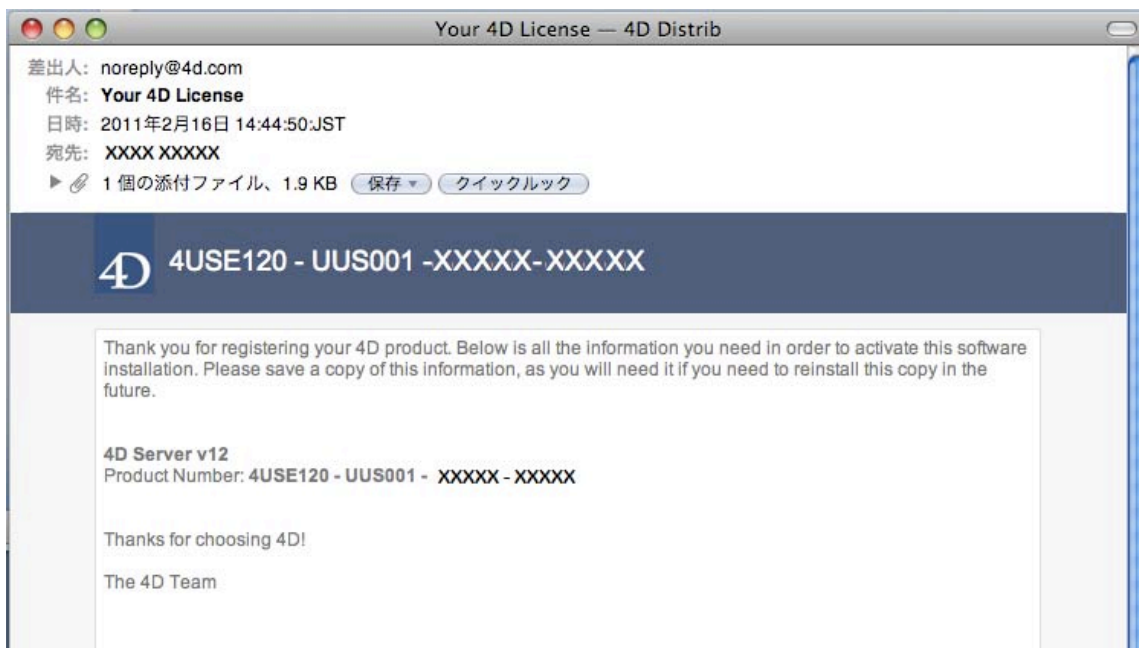 Your 4D License — 4D Distrib
差出人: noreply@4d.com
件名: Your 4D License
日時: 2011年2月16日 14:44:50:JST
宛先: XXXX XXXXX
1 個の添付ファイル、1.9 KB 保存 クイックルック
4D 4USE120 - UUS001 -XXXXX-XXXXX
Thank you for registering your 4D product. Below is all the information you need in order to activate this software
installation. Please save a copy of this information, as you will need it if you need to reinstall this copy in the
future.
4D Server v12
Product Number: 4USE120 - UUS001 - XXXXX - XXXXX
Thanks for choosing 4D!
The 4D Team